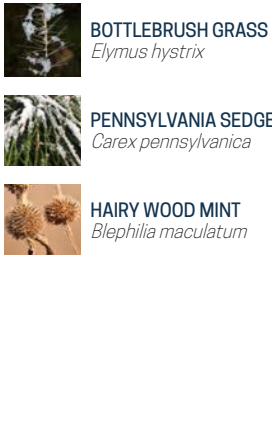 BOTTLEBRUSH GRASS
Elymus hystrix
PENNSYLVANIA SEDGE
Carex pennsylvanica
HAIRY WOOD MINT
Blephilia maculatum